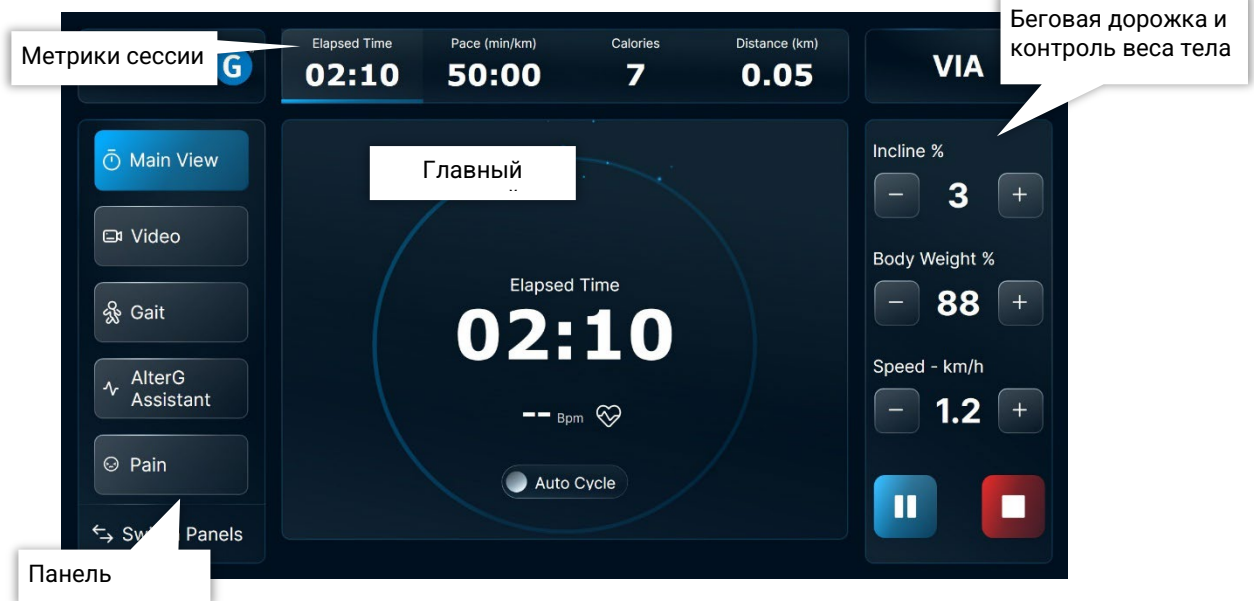 Беговая дорожка и
контроль веса тела
Метрики сессии
G
Elapsed Time
02:10
Pace (min/km)
50:00
Calories
7
Distance (km)
0.05
VIA
Главный
Main View
Video
Gait
AlterG
Assistant
Pain
Panels
Панель
Elapsed Time
02:10
-- Bpm
Auto Cycle
Incline %
− 3 +
Body Weight %
− 88 +
Speed - km/h
− 1.2 +